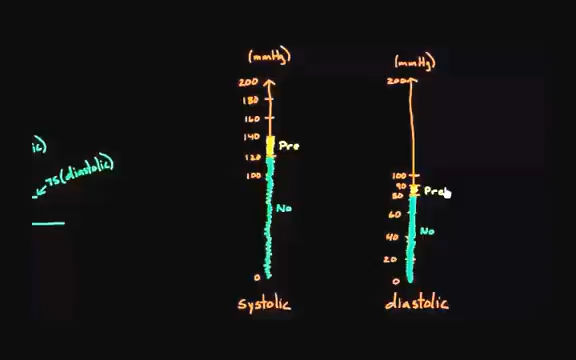 (mmHg)
200
180
160
140
Pre
120
100
No
0
systolic
(mmHg)
200
100
90
Pre
80
60
No
40
20
0
diastolic
ic)
75 (diastolic)